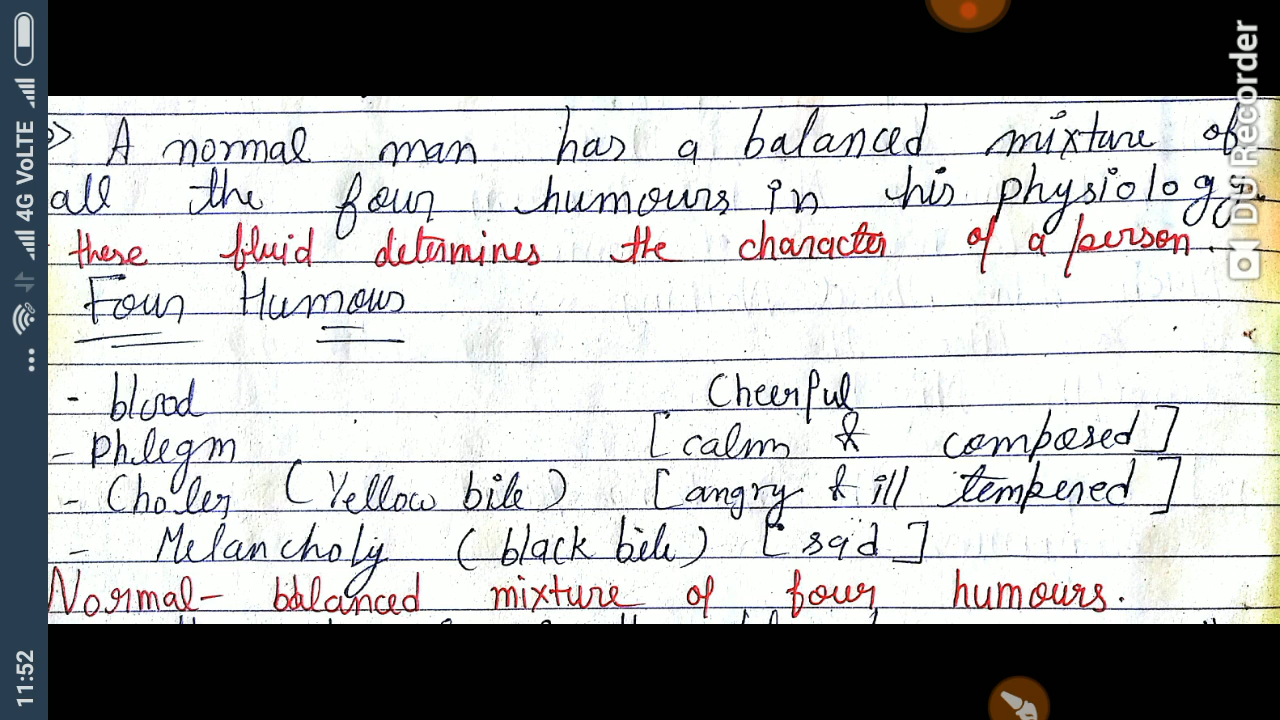 A normal man has a balanced mixture of
all the four humours in his physiology.
these fluid determines the character of a person.
Four Humours
- blood Cheerful
- Phlegm [calm & composed]
- Choler (Yellow bile) [angry & ill tempered]
- Melancholy (black bile) [sad]
Normal - balanced mixture of four humours.
4G VoLTE
11:52
DU Recorder